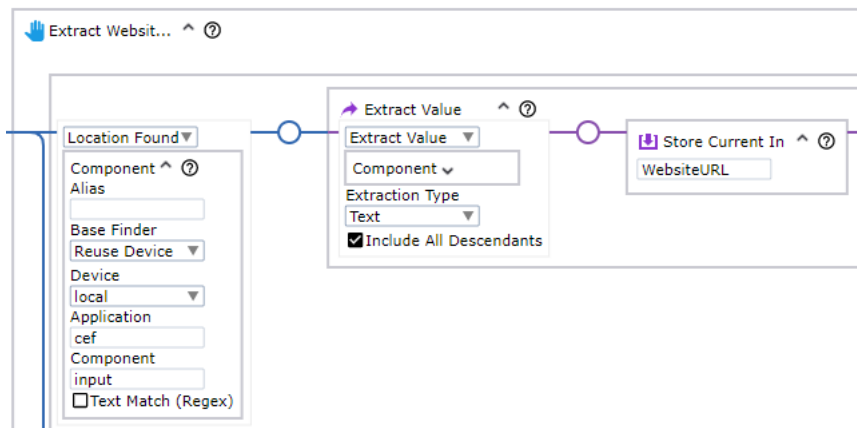 Extract Websit...
Location Found
Component
Alias
Base Finder
Reuse Device
Device
local
Application
cef
Component
input
Text Match (Regex)
Extract Value
Extract Value
Component
Extraction Type
Text
Include All Descendants
Store Current In
WebsiteURL